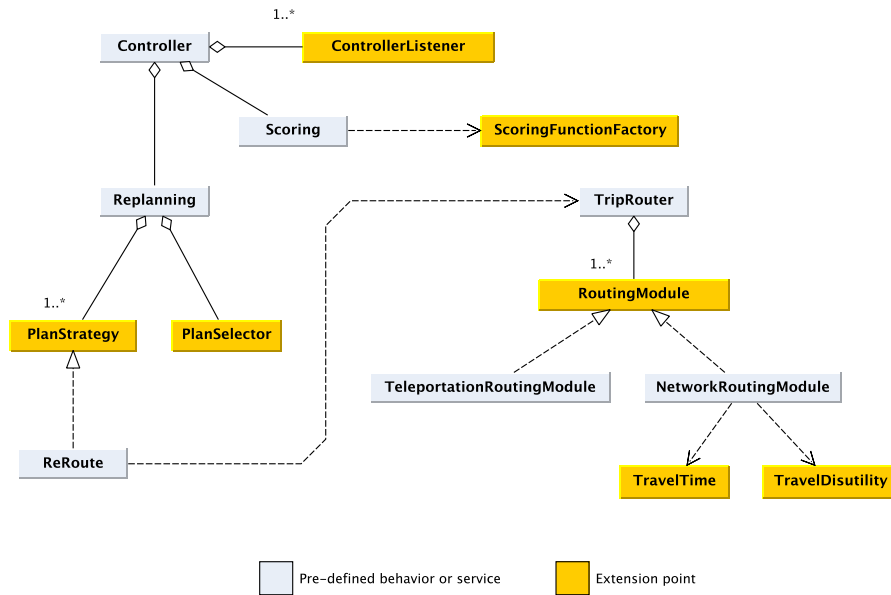 1..*
Controller
ControllerListener
Scoring
ScoringFunctionFactory
Replanning
TripRouter
1..*
RoutingModule
1..*
PlanStrategy
PlanSelector
TeleportationRoutingModule
NetworkRoutingModule
ReRoute
TravelTime
TravelDisutility
Pre-defined behavior or service
Extension point